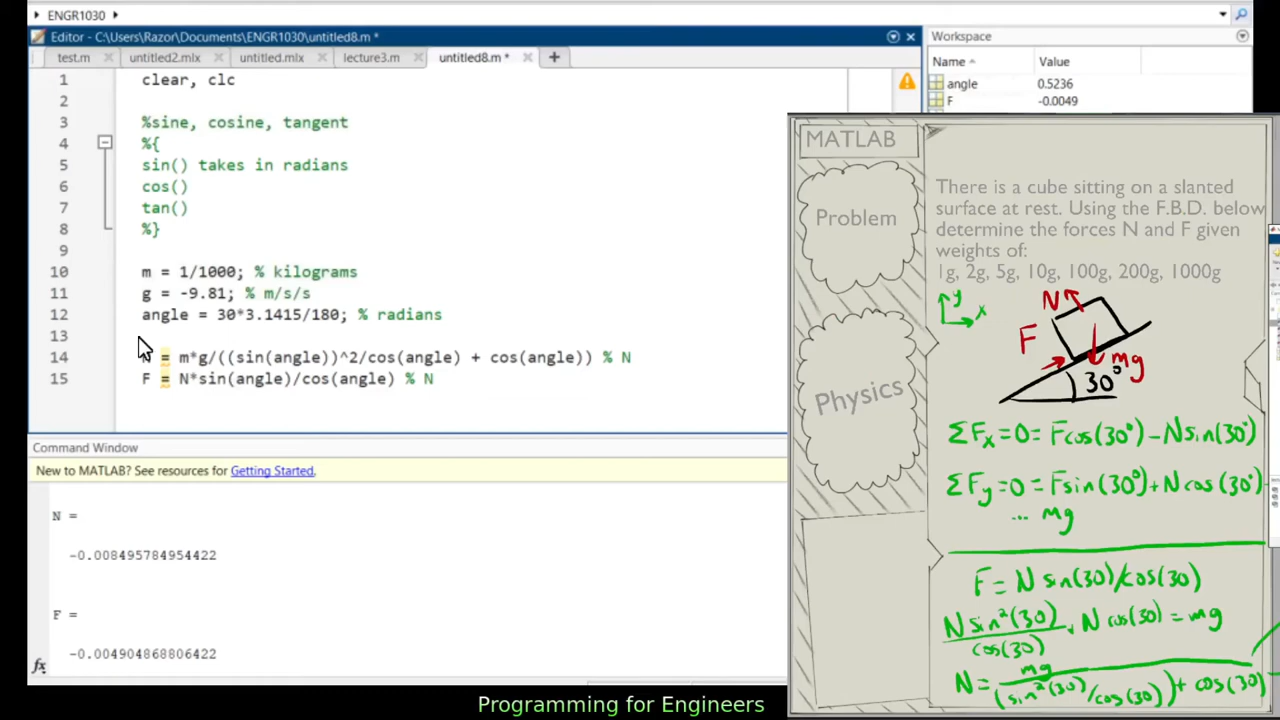 ENGR1030
Editor - C:\Users\Razor\Documents\ENGR1030\untitled8.m *
test.m untitled2.mlx untitled.mlx lecture3.m untitled8.m *
1 clear, clc
2
3 %sine, cosine, tangent
4 %{
5 sin() takes in radians
6 cos()
7 tan()
8 %}
9
10 m = 1/1000; % kilograms
11 g = -9.81; % m/s/s
12 angle = 30*3.1415/180; % radians
13
14 N = m*g/((sin(angle))^2/cos(angle) + cos(angle)) % N
15 F = N*sin(angle)/cos(angle) % N
Command Window
New to MATLAB? See resources for Getting Started.
N =
-0.008495784954422
F =
-0.004904868806422
fx
Workspace
Name Value
angle 0.5236
F -0.0049
MATLAB
Problem
Physics
There is a cube sitting on a slanted
surface at rest. Using the F.B.D. below
determine the forces N and F given
weights of:
1g, 2g, 5g, 10g, 100g, 200g, 1000g
y
x
N
F
mg
30°
ΣFx=0=Fcos(30°)-Nsin(30°)
ΣFy=0=Fsin(30°)+Ncos(30°)
... mg
F=Nsin(30)/cos(30)
Nsin²(30)/cos(30) + Ncos(30)=mg
N=mg/((sin²(30)/cos(30))+cos(30)
Programming for Engineers